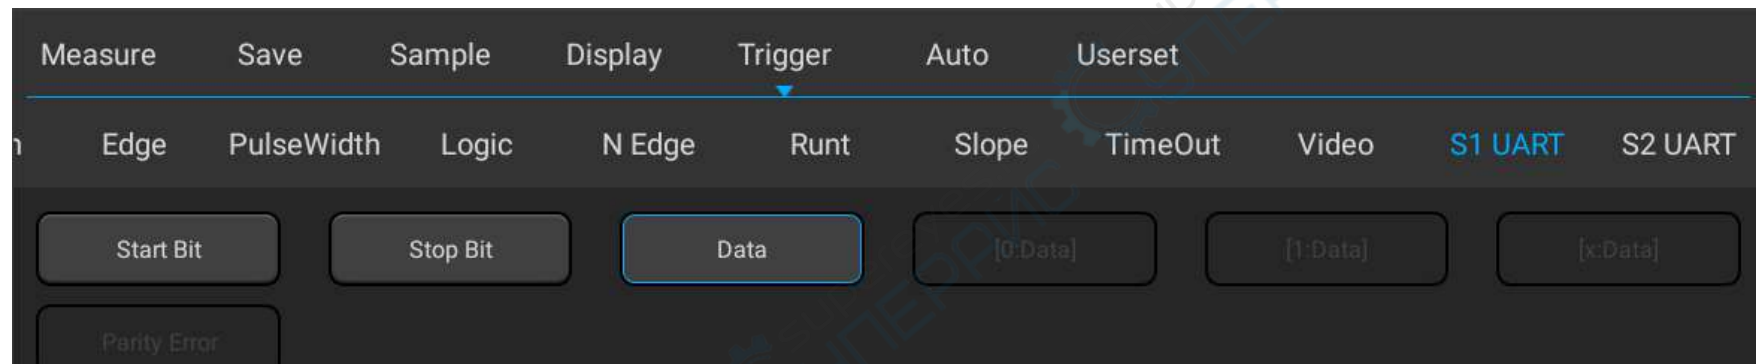 Measure Save Sample Display Trigger Auto Userset
Edge PulseWidth Logic N Edge Runt Slope TimeOut Video S1 UART S2 UART
Start Bit Stop Bit Data [0:Data] [1:Data] [x:Data]
Parity Error